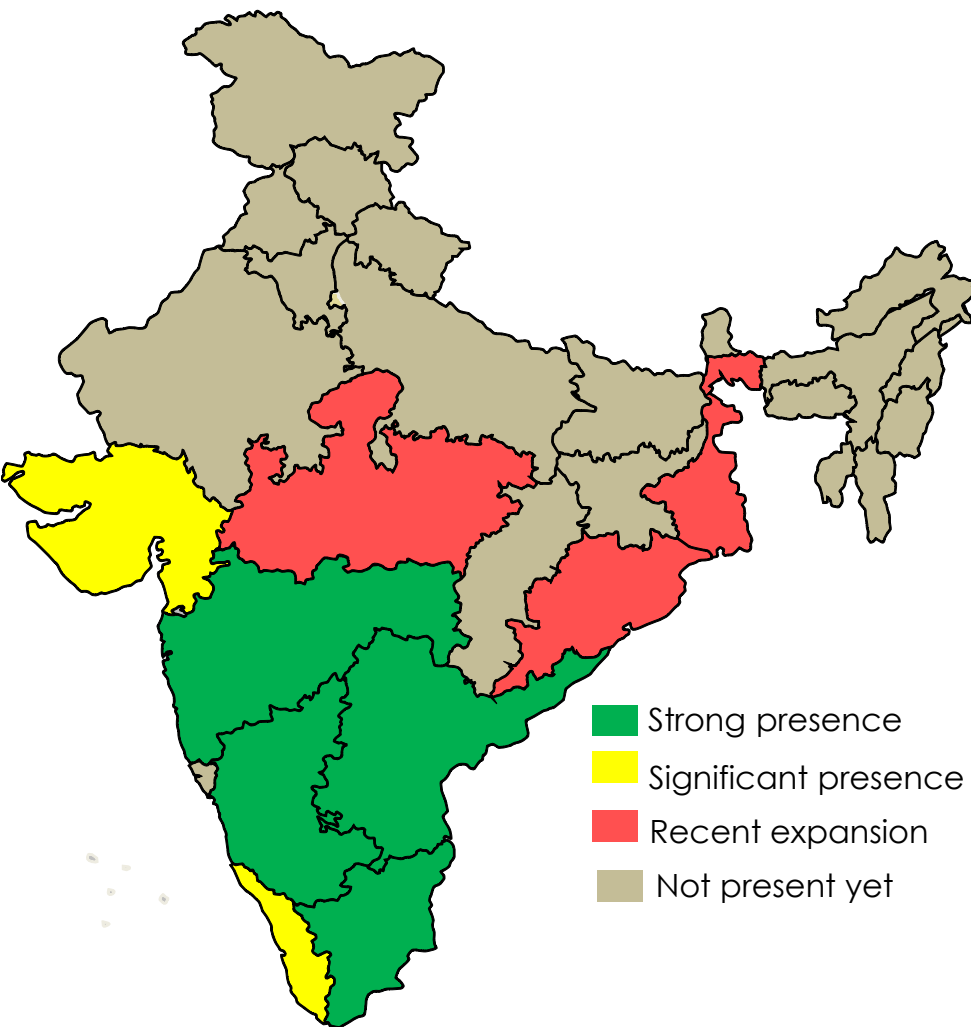 Strong presence
Significant presence
Recent expansion
Not present yet